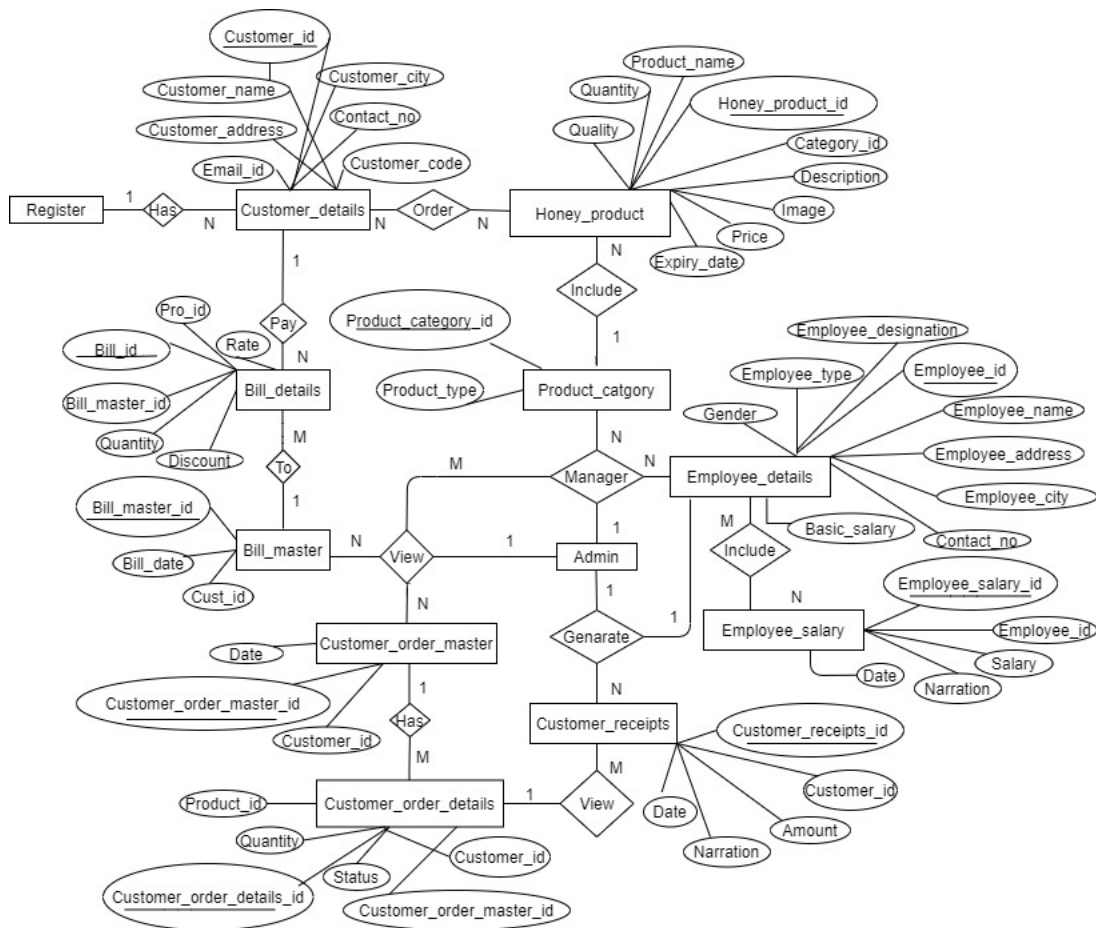 Customer_id
Customer_name
Customer_city
Customer_address
Contact_no
Email_id
Customer_code
Product_name
Quantity
Honey_product_id
Quality
Category_id
Description
Image
Price
Expiry_date
Register
1
Has
N
Customer_details
N
Order
N
Honey_product
1
N
Include
1
Pay
N
Pro_id
Rate
Bill_id
Bill_details
Bill_master_id
Quantity
Discount
Product_category_id
Product_type
Product_catgory
Employee_designation
Employee_type
Employee_id
Gender
Employee_name
Employee_address
Employee_city
Contact_no
Basic_salary
M
To
1
M
N
Manager
N
Employee_details
1
Bill_master_id
Bill_date
Cust_id
Bill_master
N
View
1
Admin
M
Include
N
N
1
Genarate
1
N
Employee_salary_id
Employee_salary
Employee_id
Salary
Narration
Date
Date
Customer_order_master
Customer_order_master_id
Customer_id
1
Has
M
Customer_receipts
Customer_receipts_id
Customer_id
Amount
Narration
Date
M
View
1
Product_id
Customer_order_details
Quantity
Customer_id
Status
Customer_order_details_id
Customer_order_master_id